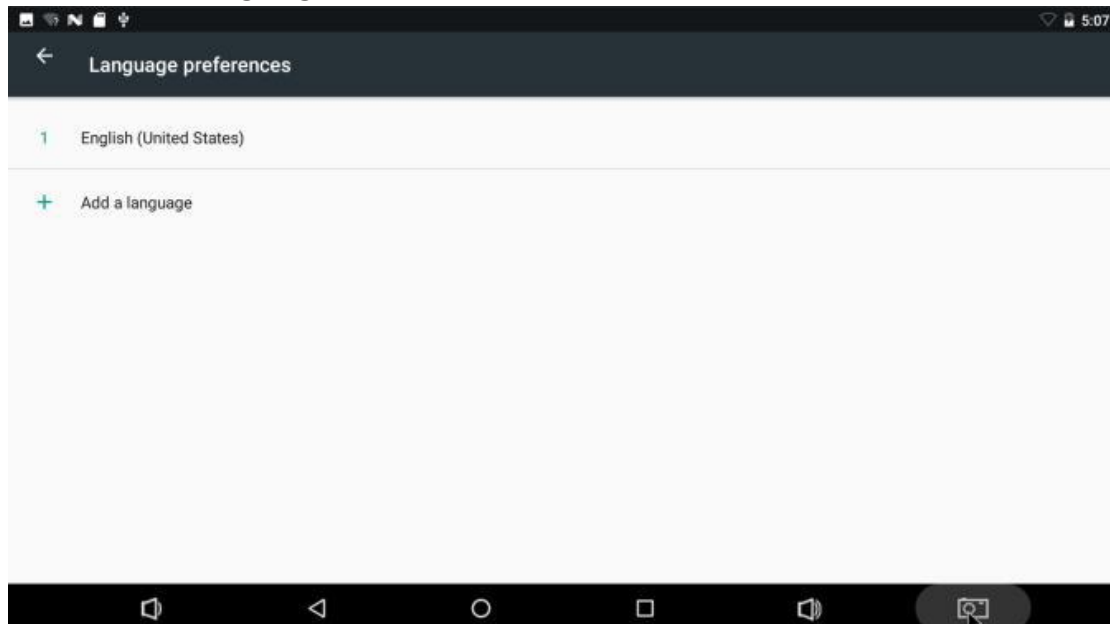 5:07
Language preferences
1 English (United States)
+ Add a language